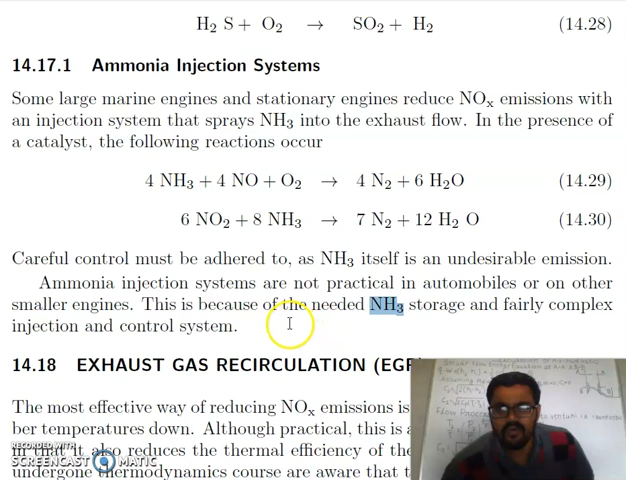 H2 S + O2 → SO2 + H2 (14.28)
14.17.1 Ammonia Injection Systems
Some large marine engines and stationary engines reduce NOx emissions with
an injection system that sprays NH3 into the exhaust flow. In the presence of
a catalyst, the following reactions occur
4 NH3 + 4 NO + O2 → 4 N2 + 6 H2O (14.29)
6 NO2 + 8 NH3 → 7 N2 + 12 H2 O (14.30)
Careful control must be adhered to, as NH3 itself is an undesirable emission.
Ammonia injection systems are not practical in automobiles or on other
smaller engines. This is because of the needed NH3 storage and fairly complex
injection and control system.
14.18 EXHAUST GAS RECIRCULATION (EGR
The most effective way of reducing NOx emissions is
ber temperatures down. Although practical, this is a
in that it also reduces the thermal efficiency of the
undergone thermodynamics course are aware that t
RECORDED WITH
SCREENCAST MATIC